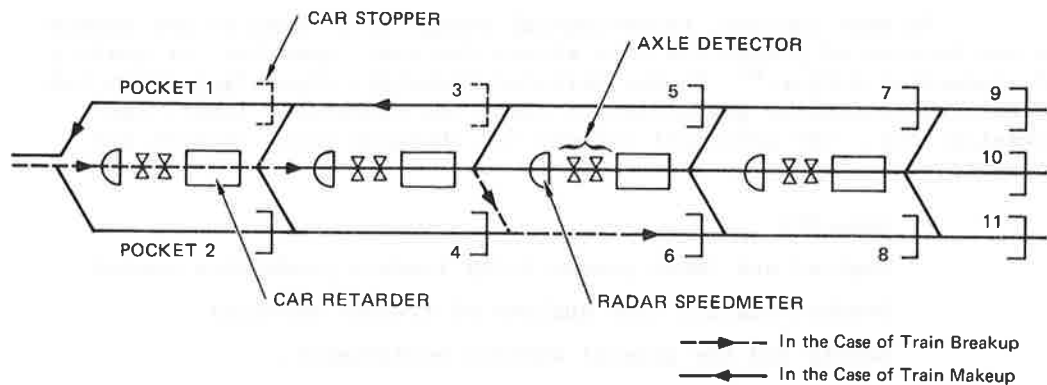 CAR STOPPER
AXLE DETECTOR
POCKET 1
3
5
7
9
10
POCKET 2
4
6
8
11
CAR RETARDER
RADAR SPEEDMETER
In the Case of Train Breakup
In the Case of Train Makeup